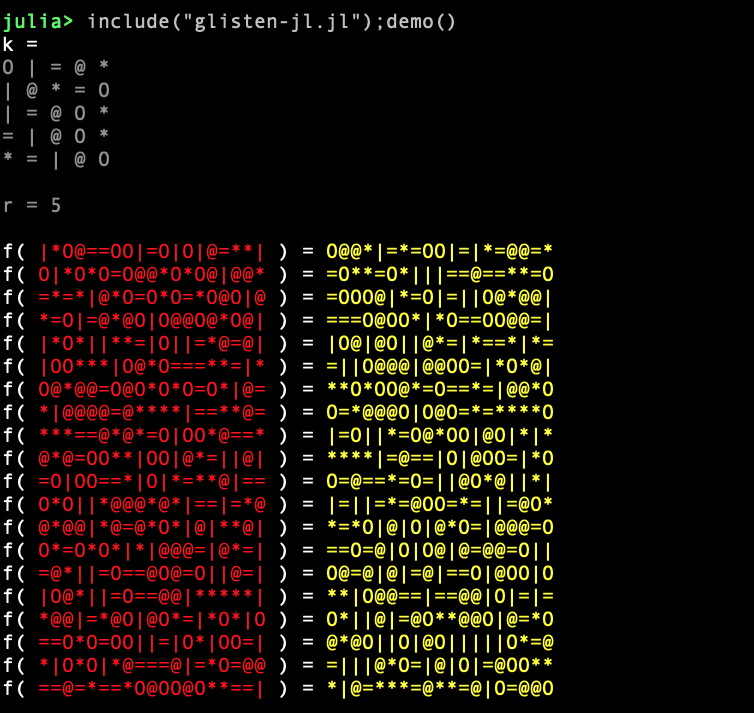 julia> include("glisten-jl.jl");demo()
k =
O | = @ *
| @ * = O
| = @ O *
= | @ O *
* = | @ O
r = 5
f( |*O@==OO|=O|O|@=**| ) = O@@*|=*=OO|=|*=@@=*
f( O|*O*O=O@@*O*O@|@@* ) = =O**=O*|||==@==**=O
f( =*=*|@*O=O*O=*O@O|@ ) = =OOO@|*=O|=||O@*@@|
f( *=O|=@*@O|O@@O@*O@| ) = ===O@OO*|*O==OO@@=|
f( |*O*||**=|O||=*@=@| ) = |O@|@O||@*=|*==*|*=
f( |OO***|O@*O===**=|* ) = =||O@@@|@@OO=|*O*@|
f( O@*@@=O@O*O*O=O*|@= ) = **O*OO@*=O==*=|@@*O
f( *|@@@@=@****|==**@= ) = O=*@@@O|O@O=*=****O
f( ***==@*@*=O|OO*@==* ) = |=O||*=O@*OO|@O|*|*
f( @*@=OO**|OO|@*=||@| ) = ****|=@==|O|@OO=|*O
f( =O|OO==*|O|*=**@|== ) = O=@==*=O=||@O*@||*|
f( O*O||*@@@*@*|==|=*@ ) = |=||=*=@OO=*=||=@O*
f( @*@@|*@=@*O*|@|**@| ) = *=*O|@|O|@*O=|@@@=O
f( O*=O*O*|*|@@@=|@*=| ) = ==O=@|O|O@|@=@@=O||
f( =@*||=O==@O@=O||@=| ) = O@=@|@|=@|==O|@OO|O
f( |O@*||=O==@@|*****| ) = **|O@@==|==@@|O|=|=
f( *@@|=*@O|@O*=|*O*|O ) = O*||@|=@O**@@O|@=*O
f( ==O*O=OO||=|O*|OO=| ) = @*@O||O|@O|||||O*=@
f( *|O*O|*@===@|=*O=@@ ) = =|||@*O=|@|O|=@OO**
f( ==@=*==*O@OO@O**==| ) = *|@=***=@**=@|O=@@O